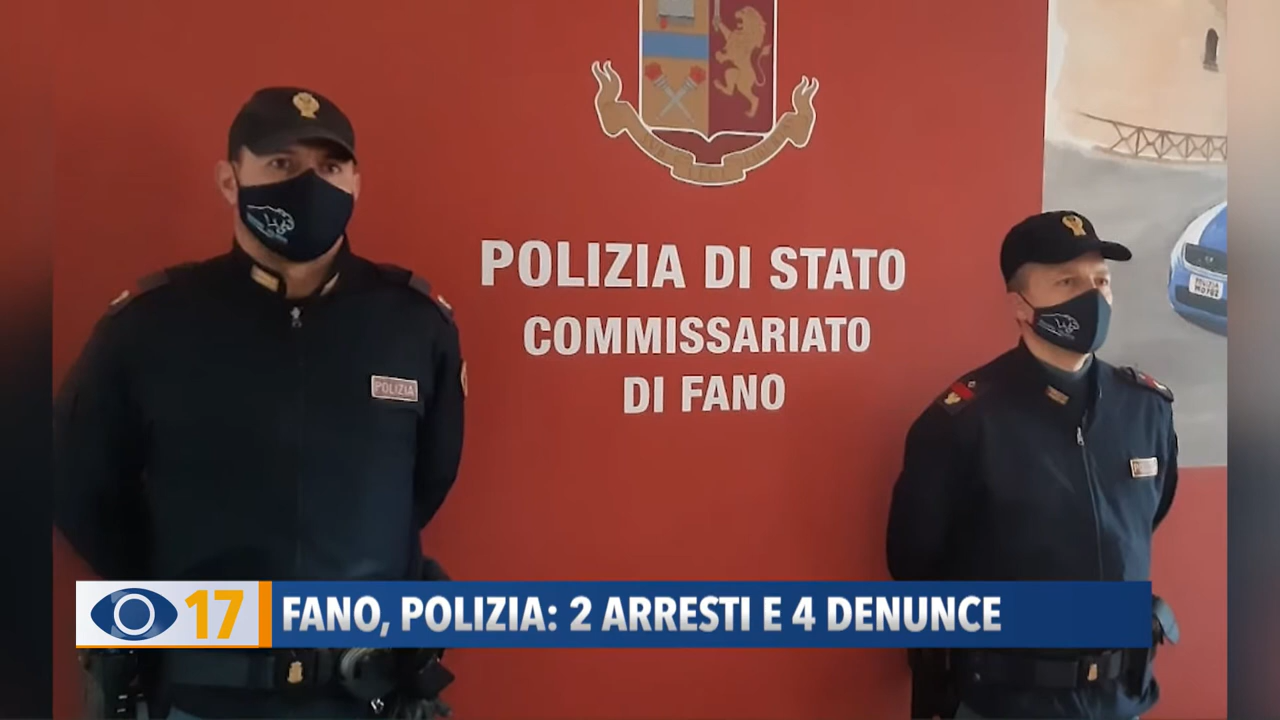 POLIZIA DI STATO
COMMISSARIATO
DI FANO
POLIZIA
17 FANO, POLIZIA: 2 ARRESTI E 4 DENUNCE